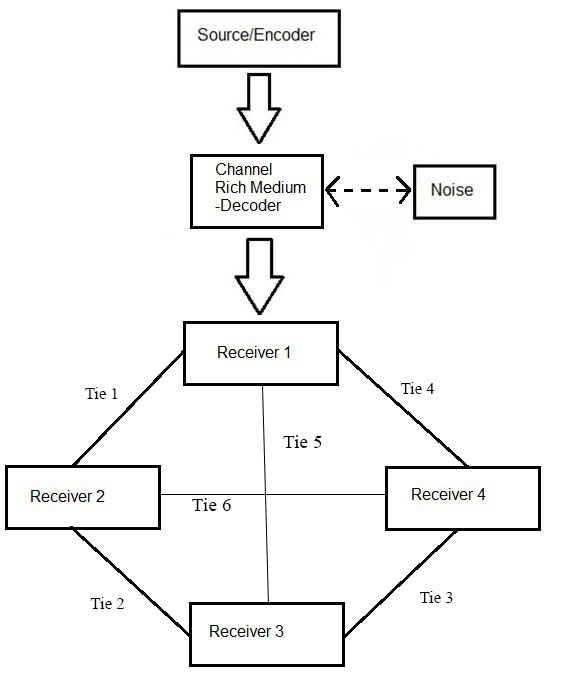 Source/Encoder
Channel
Rich Medium
-Decoder
Noise
Receiver 1
Tie 1
Tie 4
Tie 5
Receiver 2
Tie 6
Receiver 4
Tie 2
Tie 3
Receiver 3